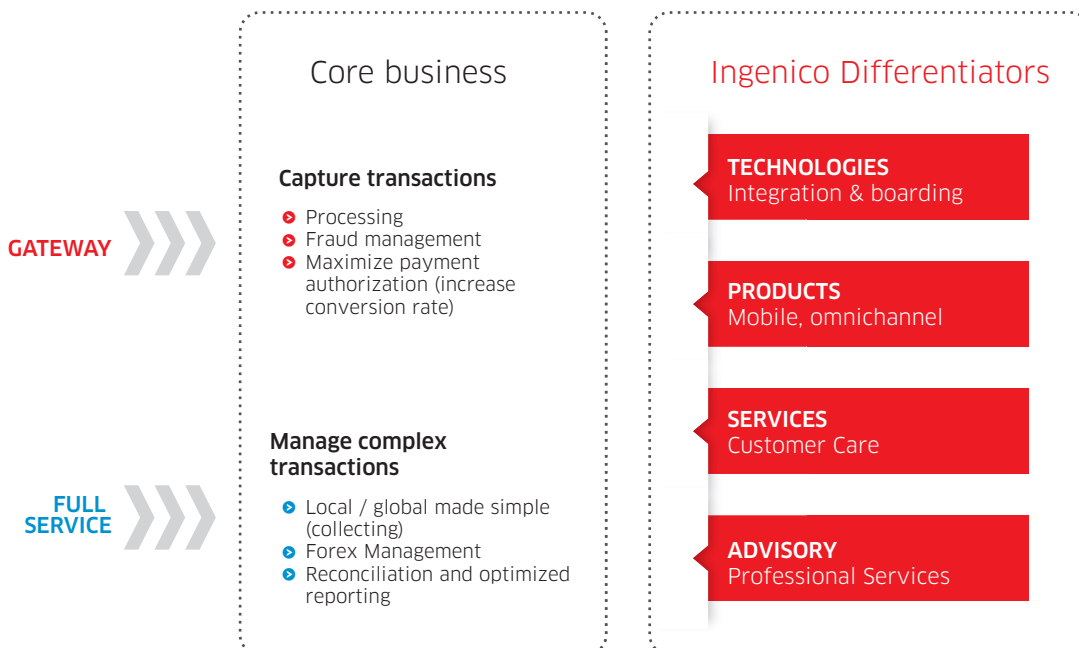 Core business
Ingenico Differentiators
GATEWAY
Capture transactions
Processing
Fraud management
Maximize payment
authorization (increase
conversion rate)
FULL
SERVICE
Manage complex
transactions
Local / global made simple
(collecting)
Forex Management
Reconciliation and optimized
reporting
TECHNOLOGIES
Integration & boarding
PRODUCTS
Mobile, omnichannel
SERVICES
Customer Care
ADVISORY
Professional Services